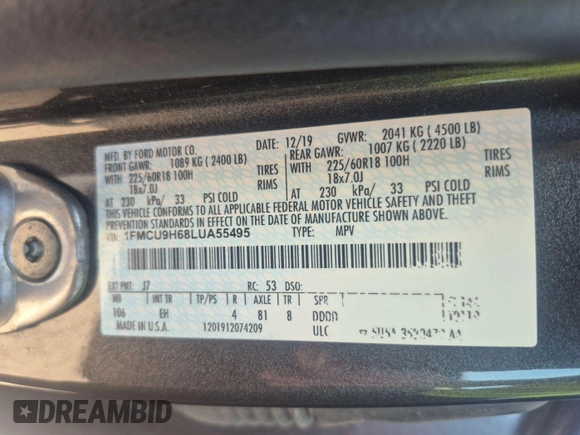 MFD. BY FORD MOTOR CO. DATE: 12/19 GVWR: 2041 KG ( 4500 LB)
FRONT GAWR: 1089 KG ( 2400 LB) REAR GAWR: 1007 KG ( 2220 LB)
WITH 225/60R18 100H TIRES WITH 225/60R18 100H TIRES
18x7.0J RIMS 18x7.0J RIMS
AT 230 kPa/ 33 PSI COLD AT 230 kPa/ 33 PSI COLD
THIS VEHICLE CONFORMS TO ALL APPLICABLE FEDERAL MOTOR VEHICLE SAFETY AND THEFT
PREVENTION STANDARDS IN EFFECT ON THE DATE OF MANUFACTURE SHOWN ABOVE.
VIN: 1FMCU9H68LUA55495 TYPE: MPV
EXT PNT: J7 RC: 53 DSO:
WB INT TR TP/PS R AXLE TR SPR
106 EH 4 81 8 DDDD
MADE IN U.S.A. 1201912074209 ULC
DREAMBID